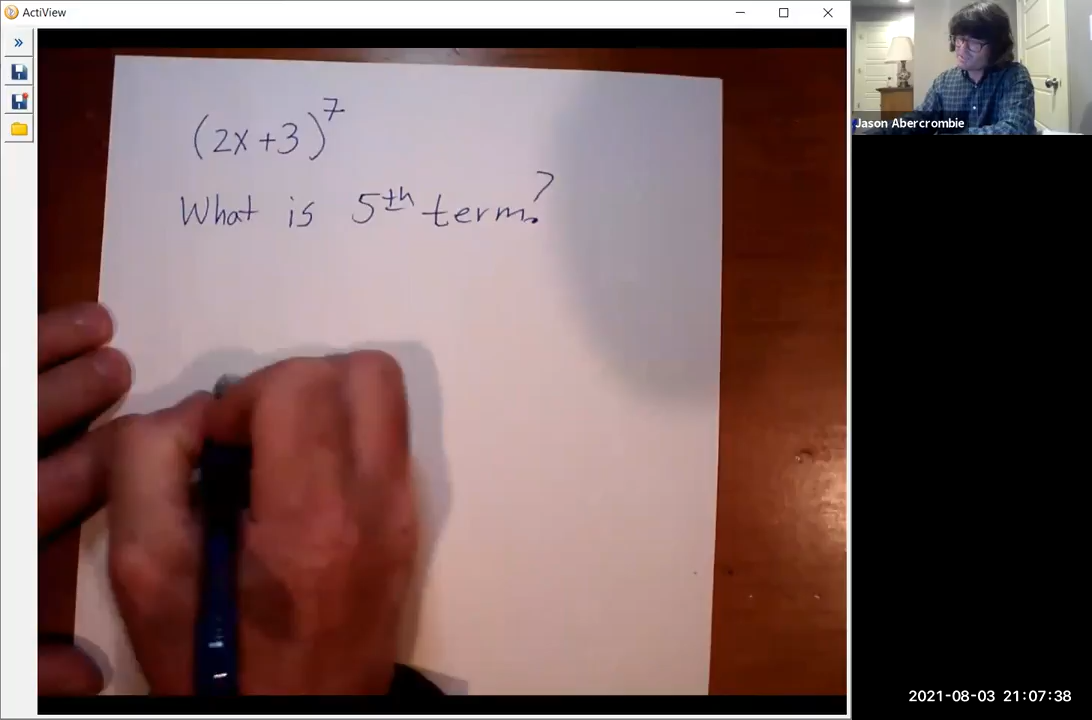 ActiView
(2x+3)^7
What is 5th term?
Jason Abercrombie
2021-08-03 21:07:38